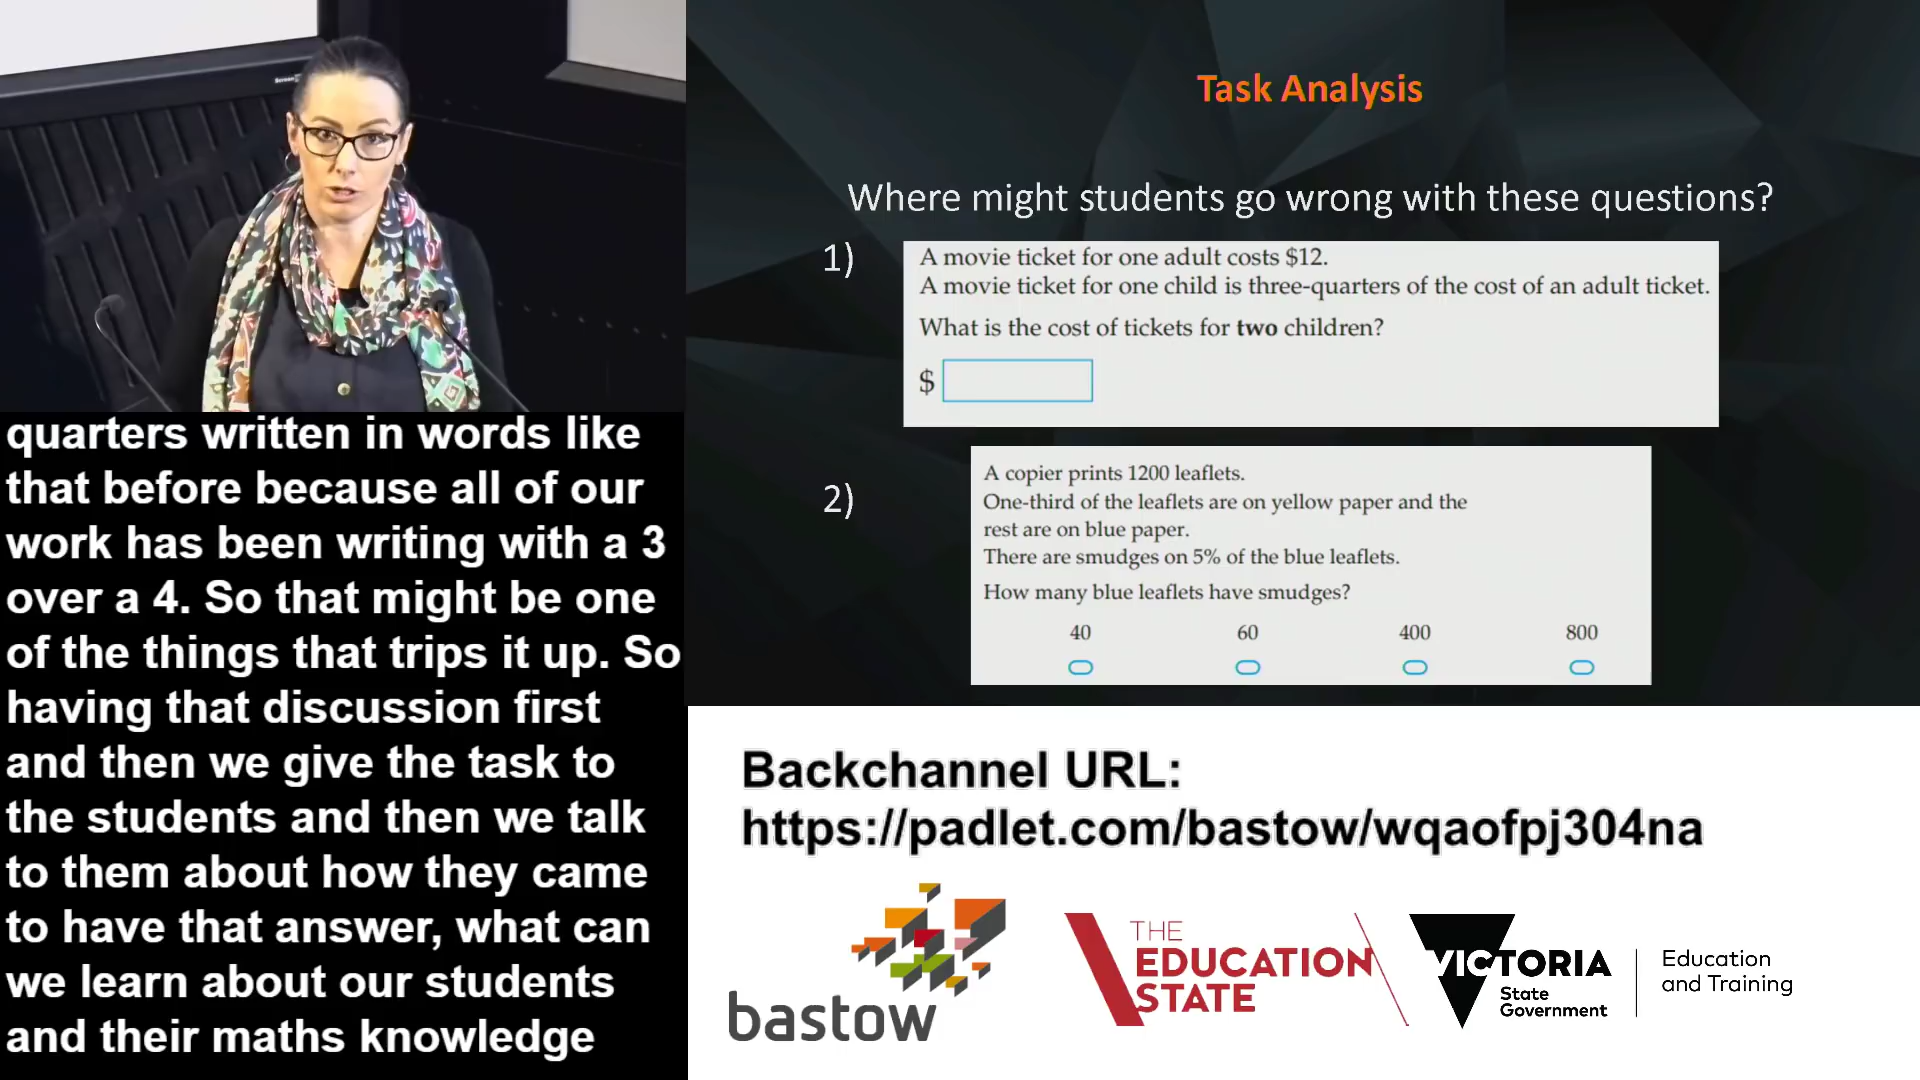 Task Analysis
Where might students go wrong with these questions?
1)
A movie ticket for one adult costs $12.
A movie ticket for one child is three-quarters of the cost of an adult ticket.
What is the cost of tickets for two children?
$
2)
A copier prints 1200 leaflets.
One-third of the leaflets are on yellow paper and the
rest are on blue paper.
There are smudges on 5% of the blue leaflets.
How many blue leaflets have smudges?
40 60 400 800
quarters written in words like
that before because all of our
work has been writing with a 3
over a 4. So that might be one
of the things that trips it up. So
having that discussion first
and then we give the task to
the students and then we talk
to them about how they came
to have that answer, what can
we learn about our students
and their maths knowledge
Backchannel URL:
https://padlet.com/bastow/wqaofpj304na
bastow
THE
EDUCATION
STATE
VICTORIA
State
Government
Education
and Training